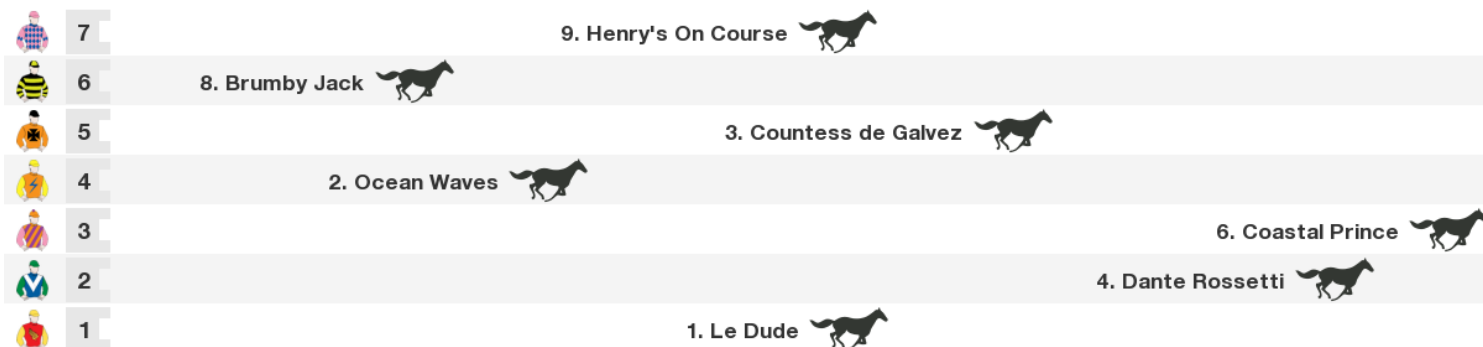 7 9. Henry's On Course
6 8. Brumby Jack
5 3. Countess de Galvez
4 2. Ocean Waves
3 6. Coastal Prince
2 4. Dante Rossetti
1 1. Le Dude